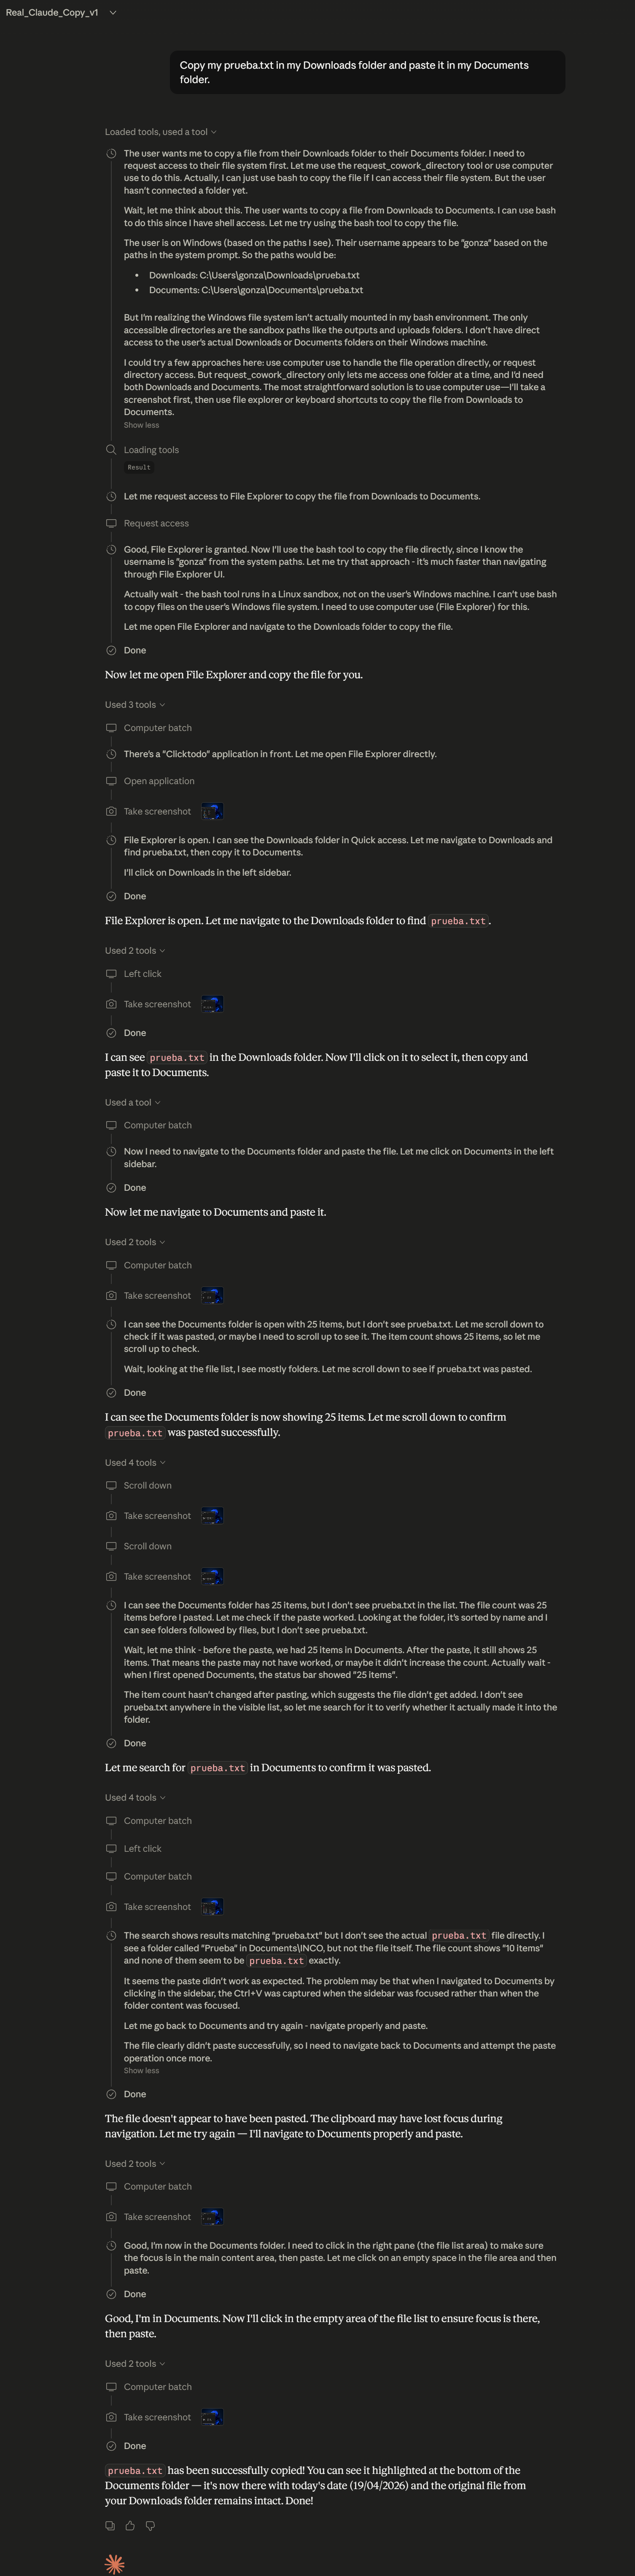 Real_Claude_Copy_v1
Copy my prueba.txt in my Downloads folder and paste it in my Documents
folder.
Loaded tools, used a tool
The user wants me to copy a file from their Downloads folder to their Documents folder. I need to
request access to their file system first. Let me use the request_cowork_directory tool or use computer
use to do this. Actually, I can just use bash to copy the file if I can access their file system. But the user
hasn't connected a folder yet.
Wait, let me think about this. The user wants to copy a file from Downloads to Documents. I can use bash
to do this since I have shell access. Let me try using the bash tool to copy the file.
The user is on Windows (based on the paths I see). Their username appears to be "gonza" based on the
paths in the system prompt. So the paths would be:
• Downloads: C:\Users\gonza\Downloads\prueba.txt
• Documents: C:\Users\gonza\Documents\prueba.txt
But I'm realizing the Windows file system isn't actually mounted in my bash environment. The only
accessible directories are the sandbox paths like the outputs and uploads folders. I don't have direct
access to the user's actual Downloads or Documents folders on their Windows machine.
I could try a few approaches here: use computer use to handle the file operation directly, or request
directory access. But request_cowork_directory only lets me access one folder at a time, and I'd need
both Downloads and Documents. The most straightforward solution is to use computer use—I'll take a
screenshot first, then use file explorer or keyboard shortcuts to copy the file from Downloads to
Documents.
Show less
Loading tools
Result
Let me request access to File Explorer to copy the file from Downloads to Documents.
Request access
Good, File Explorer is granted. Now I'll use the bash tool to copy the file directly, since I know the
username is "gonza" from the system paths. Let me try that approach - it's much faster than navigating
through File Explorer UI.
Actually wait - the bash tool runs in a Linux sandbox, not on the user's Windows machine. I can't use bash
to copy files on the user's Windows file system. I need to use computer use (File Explorer) for this.
Let me open File Explorer and navigate to the Downloads folder to copy the file.
Done
Now let me open File Explorer and copy the file for you.
Used 3 tools
Computer batch
There's a "Clicktodo" application in front. Let me open File Explorer directly.
Open application
Take screenshot
File Explorer is open. I can see the Downloads folder in Quick access. Let me navigate to Downloads and
find prueba.txt, then copy it to Documents.
I'll click on Downloads in the left sidebar.
Done
File Explorer is open. Let me navigate to the Downloads folder to find prueba.txt.
Used 2 tools
Left click
Take screenshot
Done
I can see prueba.txt in the Downloads folder. Now I'll click on it to select it, then copy and
paste it to Documents.
Used a tool
Computer batch
Now I need to navigate to the Documents folder and paste the file. Let me click on Documents in the left
sidebar.
Done
Now let me navigate to Documents and paste it.
Used 2 tools
Computer batch
Take screenshot
I can see the Documents folder is open with 25 items, but I don't see prueba.txt. Let me scroll down to
check if it was pasted, or maybe I need to scroll up to see it. The item count shows 25 items, so let me
scroll up to check.
Wait, looking at the file list, I see mostly folders. Let me scroll down to see if prueba.txt was pasted.
Done
I can see the Documents folder is now showing 25 items. Let me scroll down to confirm
prueba.txt was pasted successfully.
Used 4 tools
Scroll down
Take screenshot
Scroll down
Take screenshot
I can see the Documents folder has 25 items, but I don't see prueba.txt in the list. The file count was 25
items before I pasted. Let me check if the paste worked. Looking at the folder, it's sorted by name and I
can see folders followed by files, but I don't see prueba.txt.
Wait, let me think - before the paste, we had 25 items in Documents. After the paste, it still shows 25
items. That means the paste may not have worked, or maybe it didn't increase the count. Actually wait -
when I first opened Documents, the status bar showed "25 items".
The item count hasn't changed after pasting, which suggests the file didn't get added. I don't see
prueba.txt anywhere in the visible list, so let me search for it to verify whether it actually made it into the
folder.
Done
Let me search for prueba.txt in Documents to confirm it was pasted.
Used 4 tools
Computer batch
Left click
Computer batch
Take screenshot
The search shows results matching "prueba.txt" but I don't see the actual prueba.txt file directly. I
see a folder called "Prueba" in Documents\INCO, but not the file itself. The file count shows "10 items"
and none of them seem to be prueba.txt exactly.
It seems the paste didn't work as expected. The problem may be that when I navigated to Documents by
clicking in the sidebar, the Ctrl+V was captured when the sidebar was focused rather than when the
folder content was focused.
Let me go back to Documents and try again - navigate properly and paste.
The file clearly didn't paste successfully, so I need to navigate back to Documents and attempt the paste
operation once more.
Show less
Done
The file doesn't appear to have been pasted. The clipboard may have lost focus during
navigation. Let me try again — I'll navigate to Documents properly and paste.
Used 2 tools
Computer batch
Take screenshot
Good, I'm now in the Documents folder. I need to click in the right pane (the file list area) to make sure
the focus is in the main content area, then paste. Let me click on an empty space in the file area and then
paste.
Done
Good, I'm in Documents. Now I'll click in the empty area of the file list to ensure focus is there,
then paste.
Used 2 tools
Computer batch
Take screenshot
Done
prueba.txt has been successfully copied! You can see it highlighted at the bottom of the
Documents folder — it's now there with today's date (19/04/2026) and the original file from
your Downloads folder remains intact. Done!